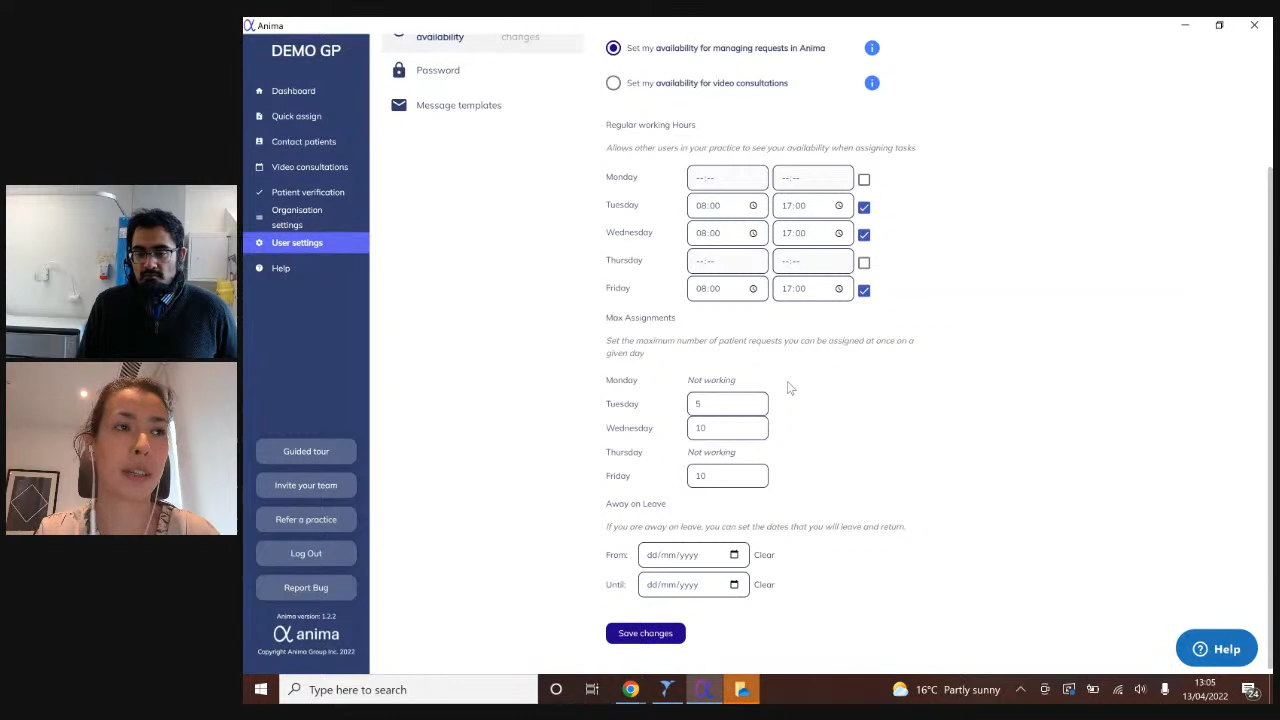 Anima
DEMO GP
Dashboard
Quick assign
Contact patients
Video consultations
Patient verification
Organisation
settings
User settings
Help
Guided tour
Invite your team
Refer a practice
Log Out
Report Bug
Anima version: 1.2.2
anima
Copyright Anima Group Inc. 2022
availability
changes
Password
Message templates
Set my availability for managing requests in Anima
Set my availability for video consultations
Regular working Hours
Allows other users in your practice to see your availability when assigning tasks
Monday --:-- --:--
Tuesday 08:00 17:00
Wednesday 08:00 17:00
Thursday --:-- --:--
Friday 08:00 17:00
Max Assignments
Set the maximum number of patient requests you can be assigned at once on a
given day
Monday Not working
Tuesday 5
Wednesday 10
Thursday Not working
Friday 10
Away on Leave
If you are away on leave, you can set the dates that you will leave and return.
From: dd/mm/yyyy Clear
Until: dd/mm/yyyy Clear
Save changes
Help
Type here to search
16°C Partly sunny
13:05
13/04/2022
24